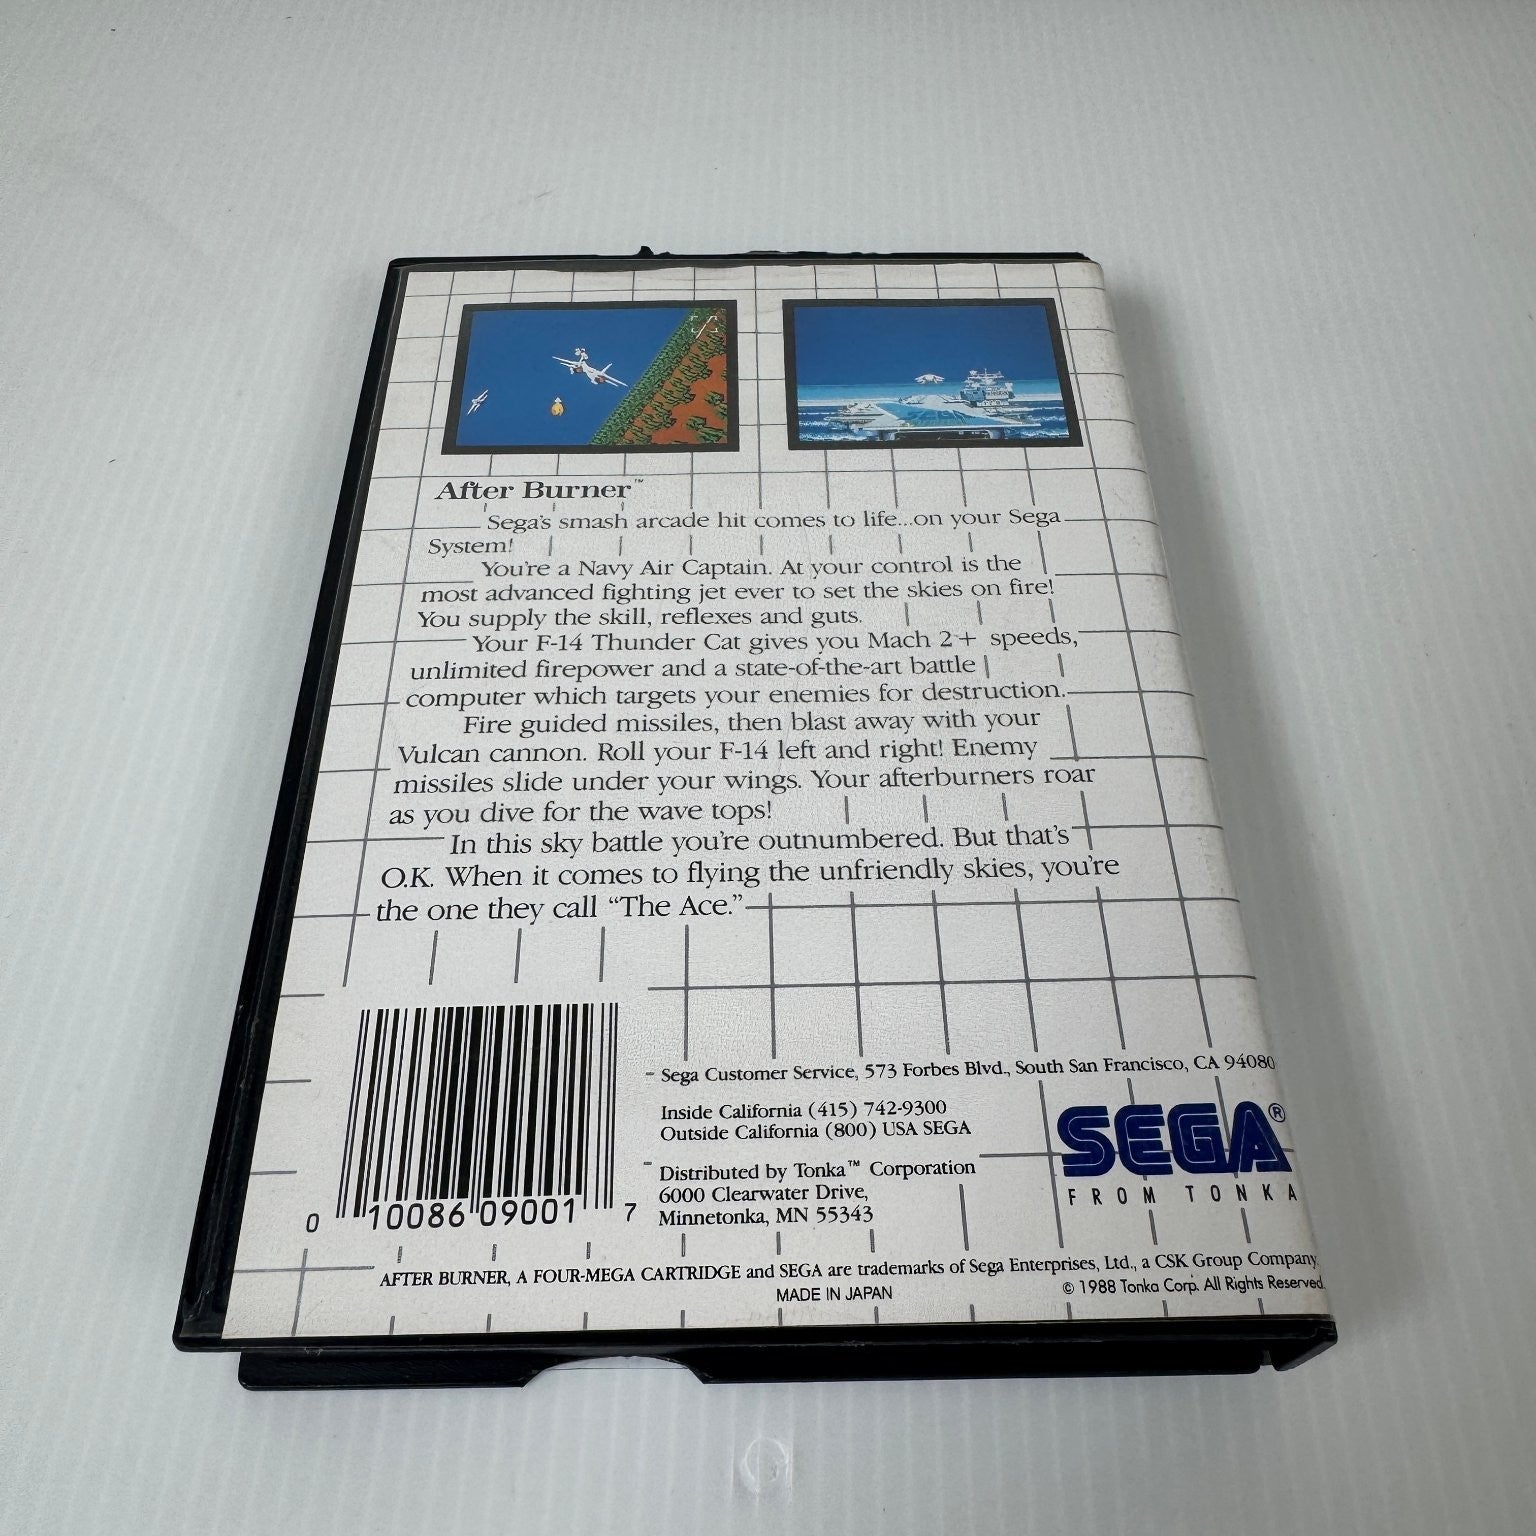 After Burner™
Sega's smash arcade hit comes to life...on your Sega
System!
You're a Navy Air Captain. At your control is the
most advanced fighting jet ever to set the skies on fire!
You supply the skill, reflexes and guts.
Your F-14 Thunder Cat gives you Mach 2+ speeds,
unlimited firepower and a state-of-the-art battle
computer which targets your enemies for destruction.
Fire guided missiles, then blast away with your
Vulcan cannon. Roll your F-14 left and right! Enemy
missiles slide under your wings. Your afterburners roar
as you dive for the wave tops!
In this sky battle you're outnumbered. But that's
O.K. When it comes to flying the unfriendly skies, you're
the one they call "The Ace."
Sega Customer Service, 573 Forbes Blvd., South San Francisco, CA 94080
Inside California (415) 742-9300
Outside California (800) USA SEGA
Distributed by Tonka™ Corporation
6000 Clearwater Drive,
Minnetonka, MN 55343
SEGA®
FROM TONKA
0 10086 09001 7
AFTER BURNER, A FOUR-MEGA CARTRIDGE and SEGA are trademarks of Sega Enterprises, Ltd., a CSK Group Company.
MADE IN JAPAN
© 1988 Tonka Corp. All Rights Reserved.